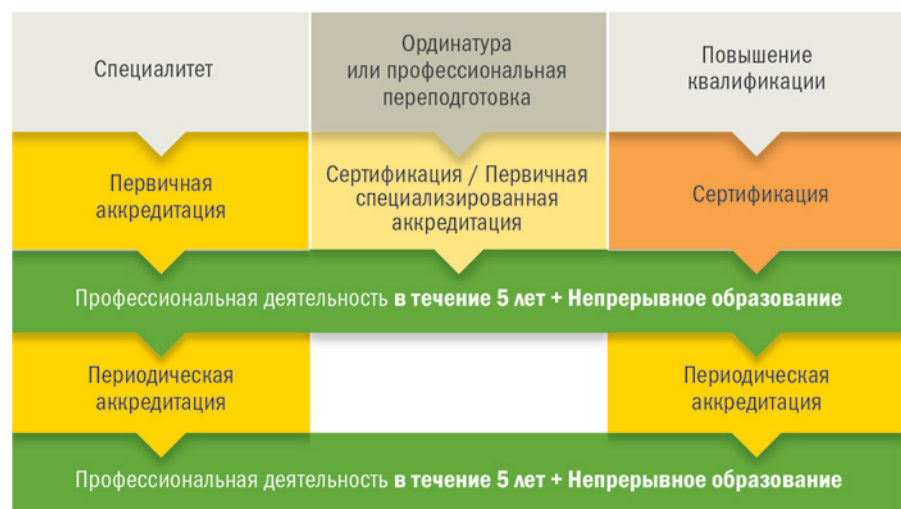 Специалитет
Ординатура
или профессиональная
переподготовка
Повышение
квалификации
Первичная
аккредитация
Сертификация / Первичная
специализированная
аккредитация
Сертификация
Профессиональная деятельность в течение 5 лет + Непрерывное образование
Периодическая
аккредитация
Периодическая
аккредитация
Профессиональная деятельность в течение 5 лет + Непрерывное образование